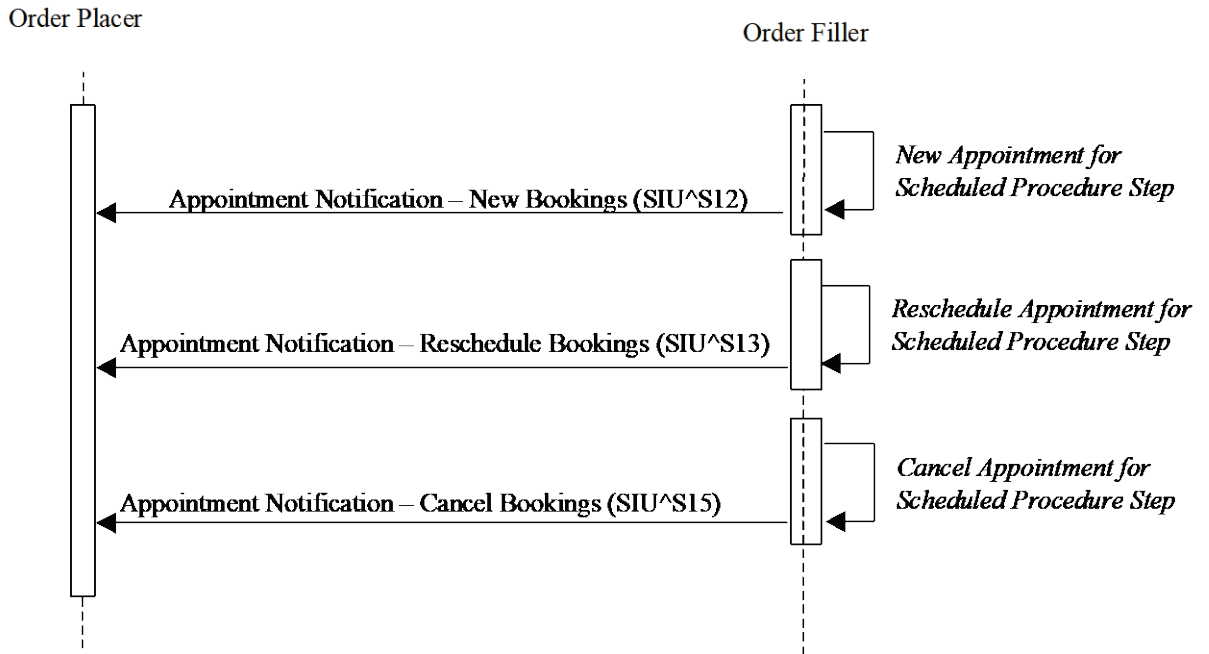 Order Placer
Order Filler
New Appointment for
Scheduled Procedure Step
Appointment Notification – New Bookings (SIU^S12)
Reschedule Appointment for
Scheduled Procedure Step
Appointment Notification – Reschedule Bookings (SIU^S13)
Cancel Appointment for
Scheduled Procedure Step
Appointment Notification – Cancel Bookings (SIU^S15)